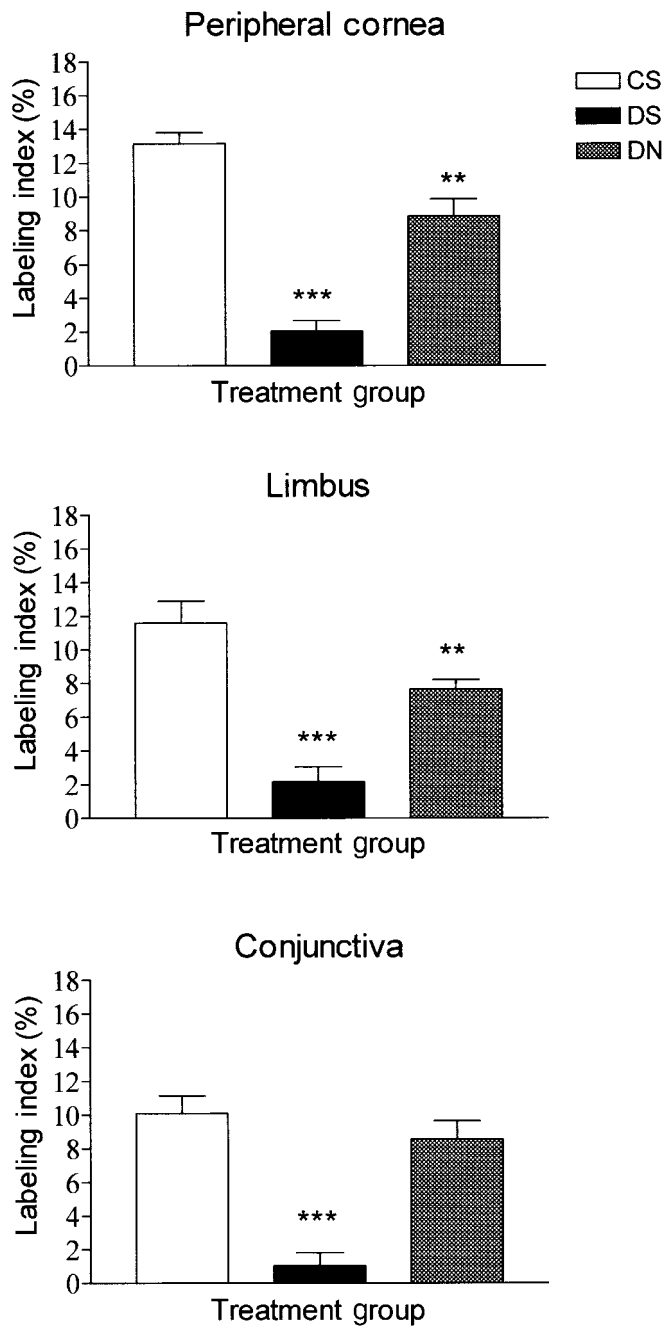 Peripheral cornea
Labeling index (%)
18
16
14
12
10
8
6
4
2
0
***
**
Treatment group
CS
DS
DN
Limbus
Labeling index (%)
18
16
14
12
10
8
6
4
2
0
***
**
Treatment group
Conjunctiva
Labeling index (%)
18
16
14
12
10
8
6
4
2
0
***
Treatment group